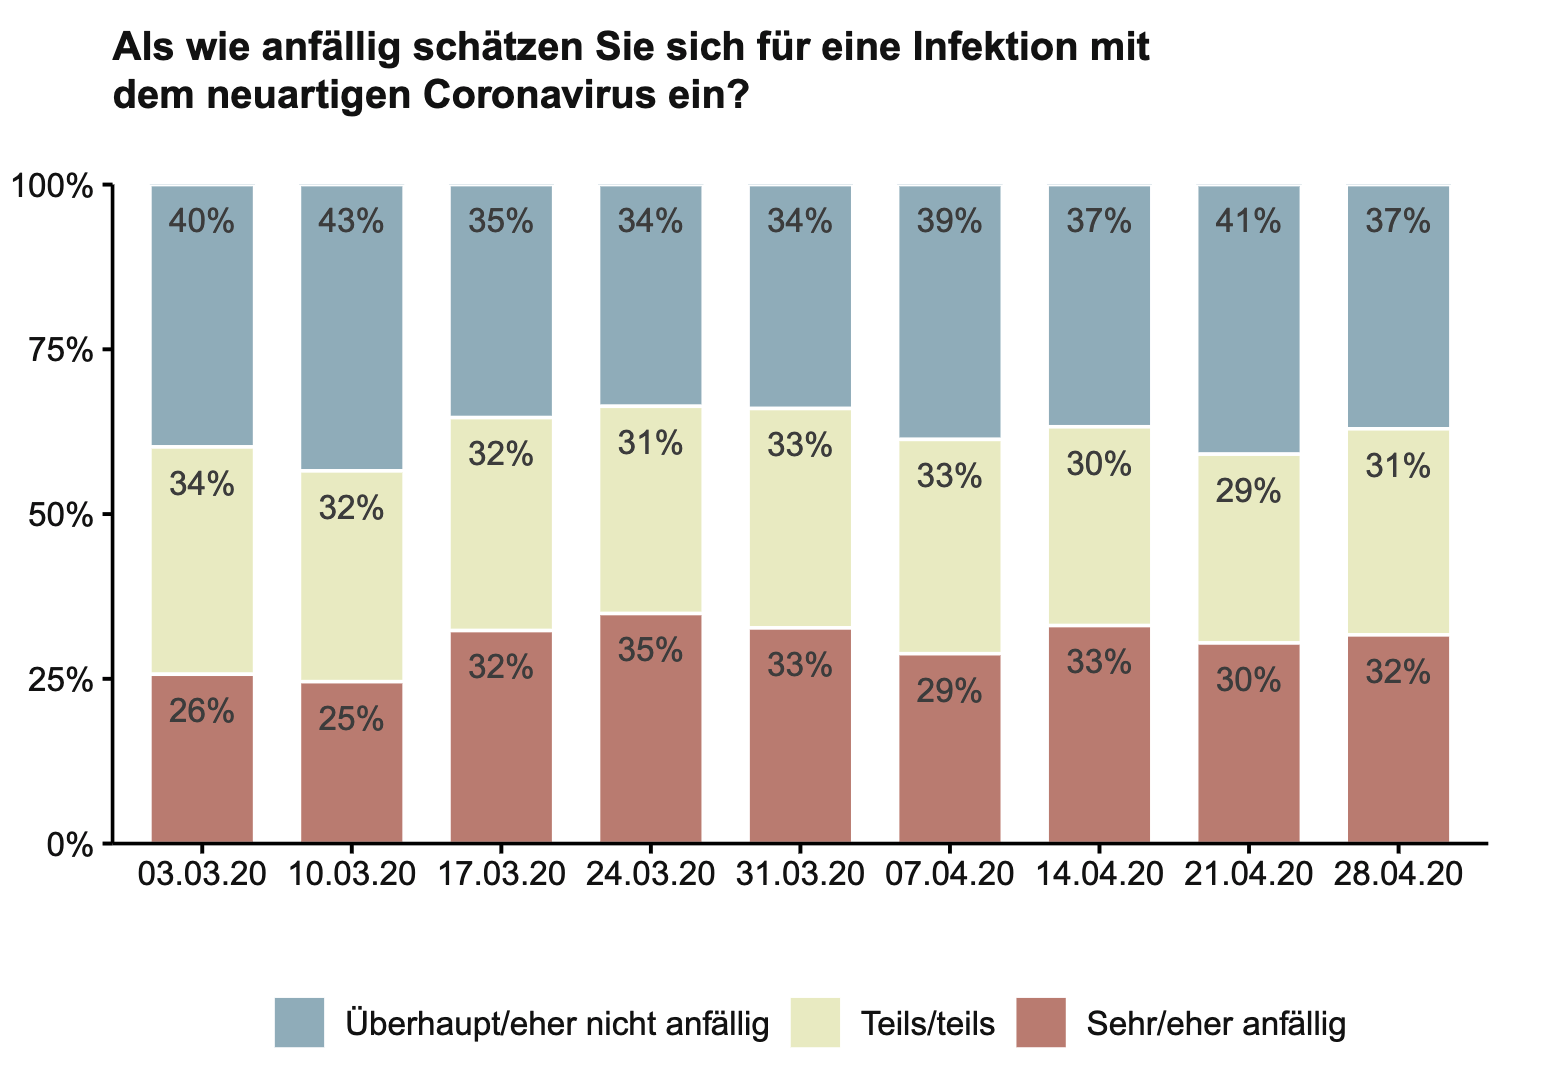 Als wie anfällig schätzen Sie sich für eine Infektion mit
dem neuartigen Coronavirus ein?
100%
75%
50%
25%
0%
40% 43% 35% 34% 34% 39% 37% 41% 37%
34% 32% 32% 31% 33% 33% 30% 29% 31%
26% 25% 32% 35% 33% 29% 33% 30% 32%
03.03.20 10.03.20 17.03.20 24.03.20 31.03.20 07.04.20 14.04.20 21.04.20 28.04.20
Überhaupt/eher nicht anfällig Teils/teils Sehr/eher anfällig